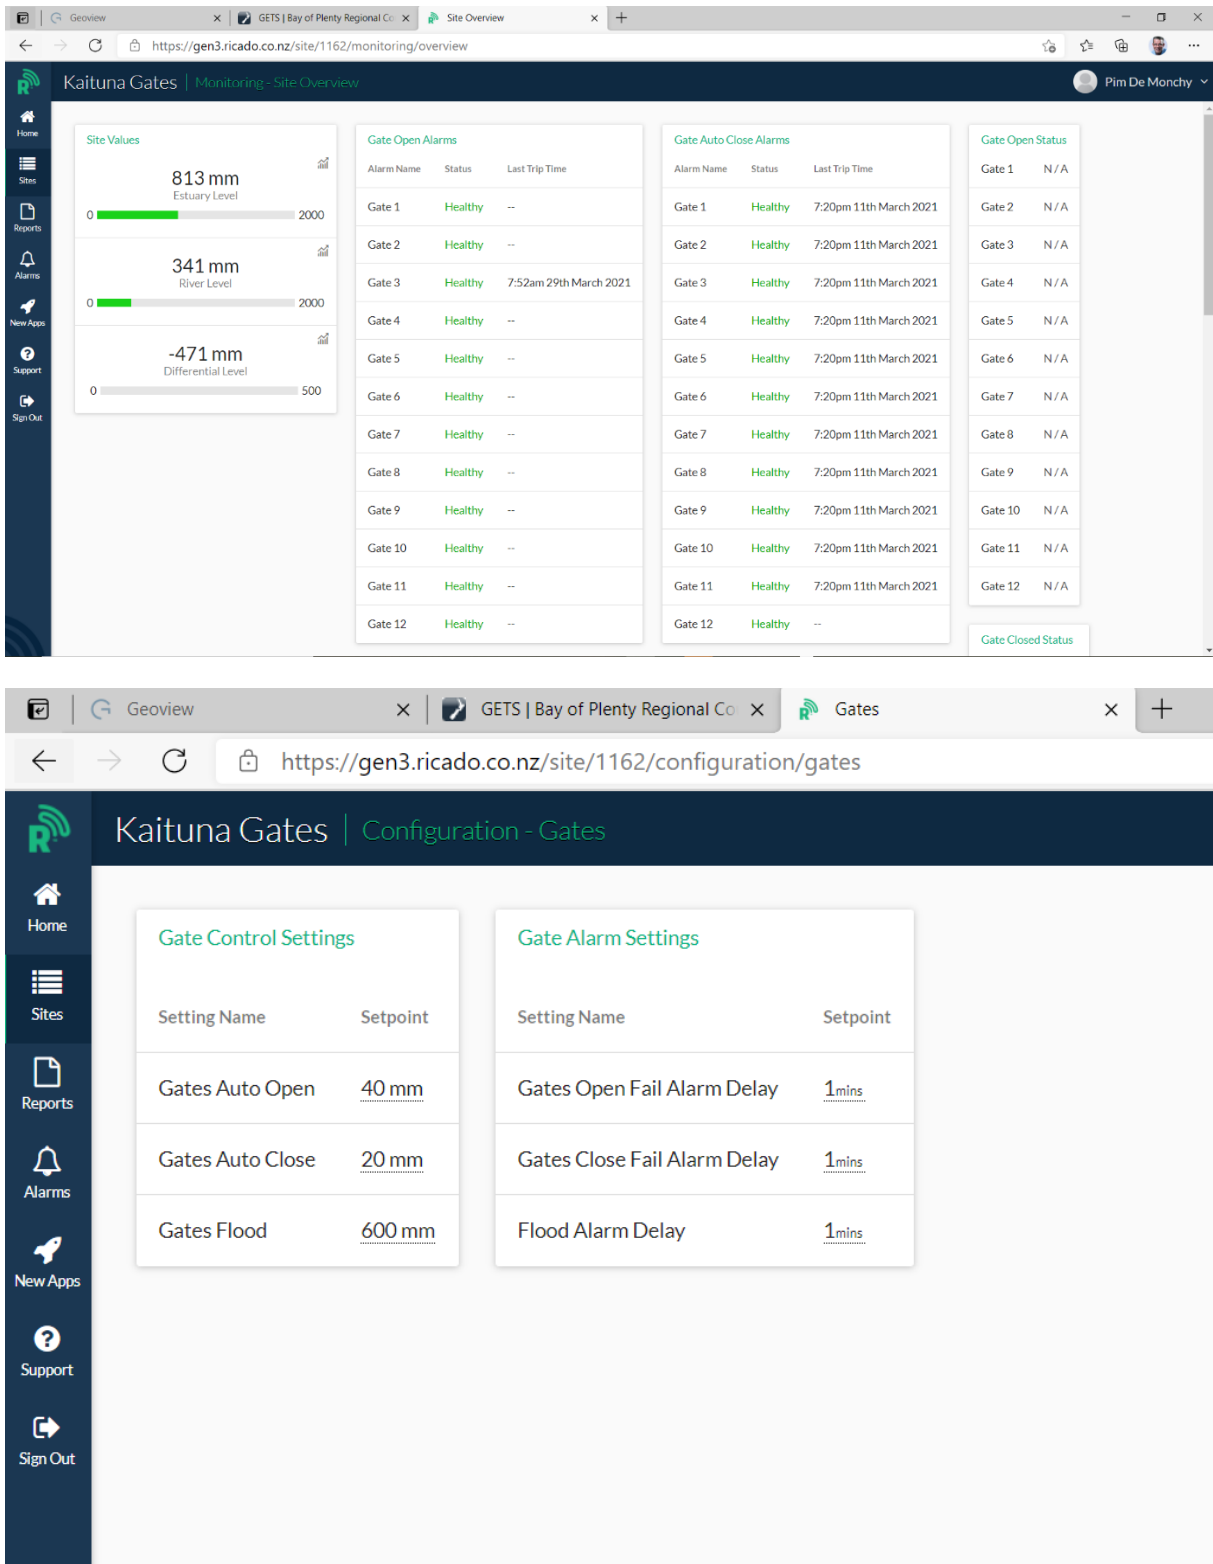 Geoview
GETS | Bay of Plenty Regional Co
Site Overview
https://gen3.ricado.co.nz/site/1162/monitoring/overview
Kaituna Gates | Monitoring - Site Overview
Pim De Monchy
Home
Sites
Reports
Alarms
New Apps
Support
Sign Out
Site Values
813 mm
Estuary Level
0 2000
341 mm
River Level
0 2000
-471 mm
Differential Level
0 500
Gate Open Alarms
Alarm Name Status Last Trip Time
Gate 1 Healthy --
Gate 2 Healthy --
Gate 3 Healthy 7:52am 29th March 2021
Gate 4 Healthy --
Gate 5 Healthy --
Gate 6 Healthy --
Gate 7 Healthy --
Gate 8 Healthy --
Gate 9 Healthy --
Gate 10 Healthy --
Gate 11 Healthy --
Gate 12 Healthy --
Gate Auto Close Alarms
Alarm Name Status Last Trip Time
Gate 1 Healthy 7:20pm 11th March 2021
Gate 2 Healthy 7:20pm 11th March 2021
Gate 3 Healthy 7:20pm 11th March 2021
Gate 4 Healthy 7:20pm 11th March 2021
Gate 5 Healthy 7:20pm 11th March 2021
Gate 6 Healthy 7:20pm 11th March 2021
Gate 7 Healthy 7:20pm 11th March 2021
Gate 8 Healthy 7:20pm 11th March 2021
Gate 9 Healthy 7:20pm 11th March 2021
Gate 10 Healthy 7:20pm 11th March 2021
Gate 11 Healthy 7:20pm 11th March 2021
Gate 12 Healthy --
Gate Open Status
Gate 1 N/A
Gate 2 N/A
Gate 3 N/A
Gate 4 N/A
Gate 5 N/A
Gate 6 N/A
Gate 7 N/A
Gate 8 N/A
Gate 9 N/A
Gate 10 N/A
Gate 11 N/A
Gate 12 N/A
Gate Closed Status
Geoview
GETS | Bay of Plenty Regional Co
Gates
https://gen3.ricado.co.nz/site/1162/configuration/gates
R
Kaituna Gates | Configuration - Gates
Home
Sites
Reports
Alarms
New Apps
Support
Sign Out
Gate Control Settings
Setting Name Setpoint
Gates Auto Open 40 mm
Gates Auto Close 20 mm
Gates Flood 600 mm
Gate Alarm Settings
Setting Name Setpoint
Gates Open Fail Alarm Delay 1mins
Gates Close Fail Alarm Delay 1mins
Flood Alarm Delay 1mins